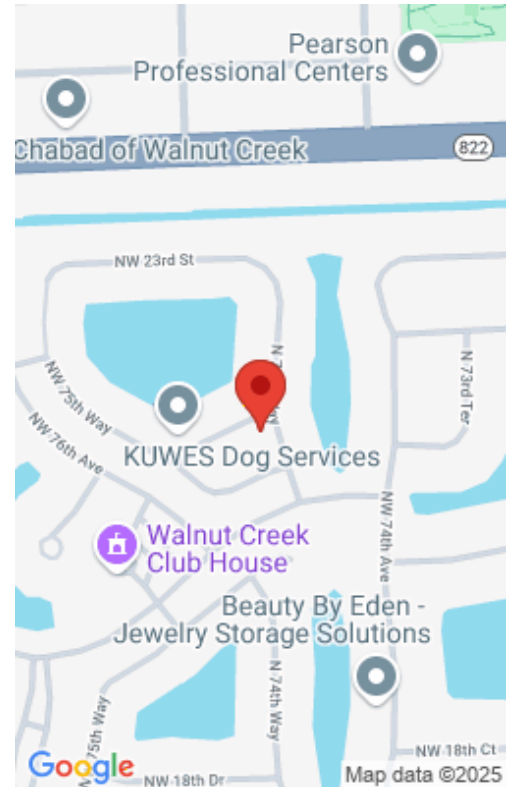 Pearson
Professional Centers
Chabad of Walnut Creek
822
NW 23rd St
N 7
Way
N 73rd Ter
NW 75th Way
NW 76th Ave
KUWES Dog Services
NW 74th Ave
Walnut Creek
Club House
Beauty By Eden -
Jewelry Storage Solutions
N 74th Way
75th Way
NW 18th Ct
Google
NW 18th Dr
Map data ©2025